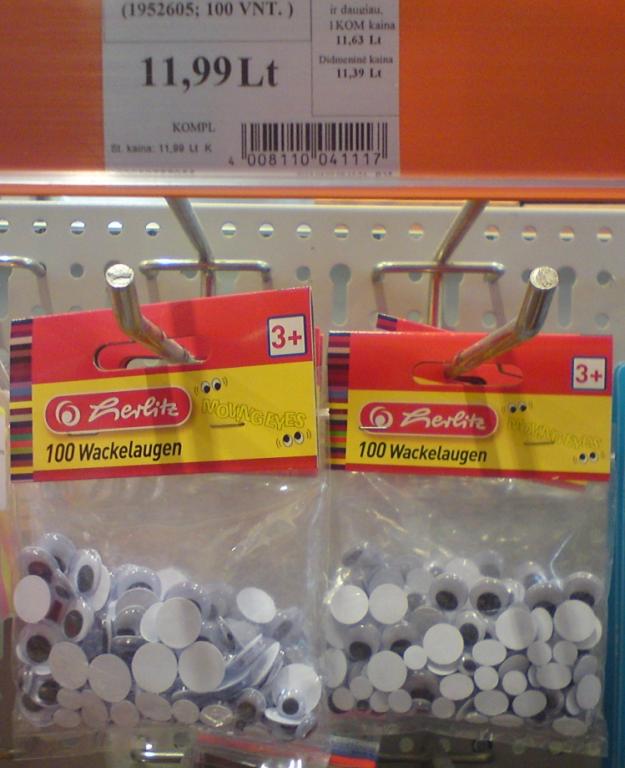 (1952605; 100 VNT. )
11,99 Lt
KOMPL
St. kaina: 11,99 Lt K
ir daugiau,
1KOM kaina
11,63 Lt
Didmeninė kaina
11,39 Lt
4 008110 041117
3+
herlitz
MOVING EYES
100 Wackelaugen
3+
herlitz
MOVING EYES
100 Wackelaugen